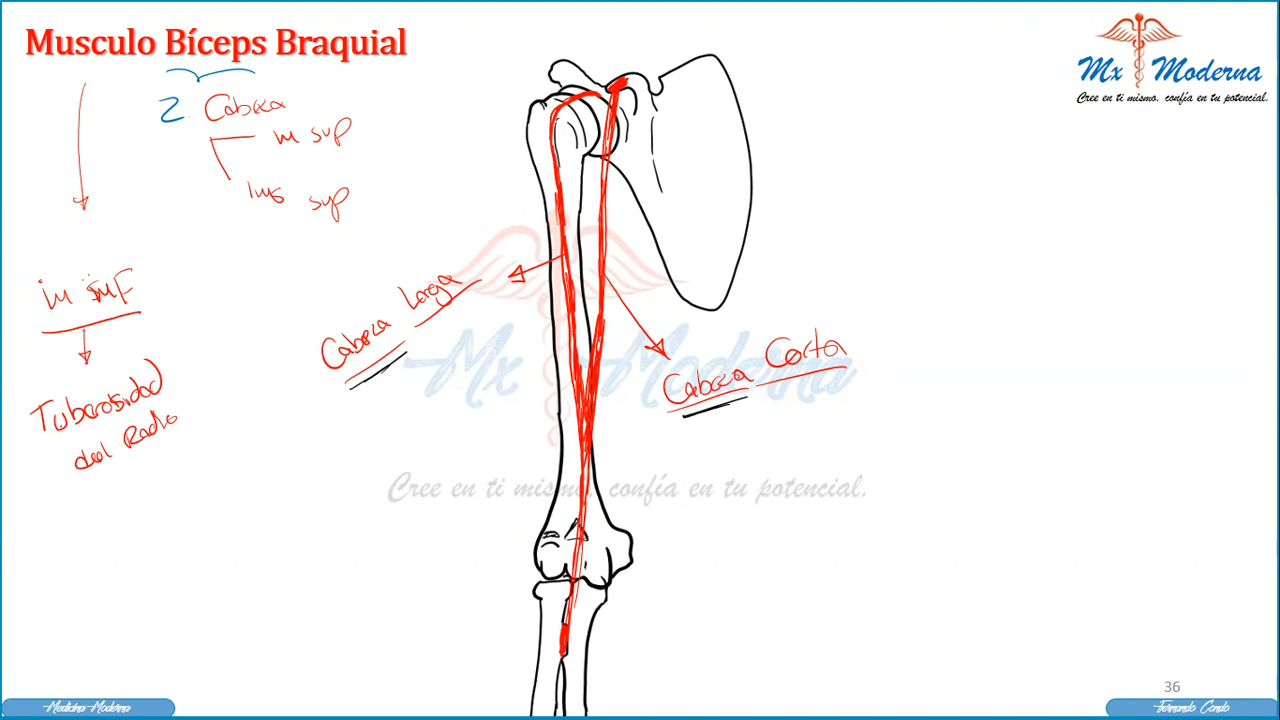 Musculo Bíceps Braquial
Mx Moderna
Cree en ti mismo, confía en tu potencial.
2 Cabeza
in sup
ins sup
in inf
Tuberosidad
del Radio
Cabeza Larga
Cabeza Corta
Mx Moderna
Cree en ti mismo, confía en tu potencial.
36
Medicina Moderna
Fernando Condo